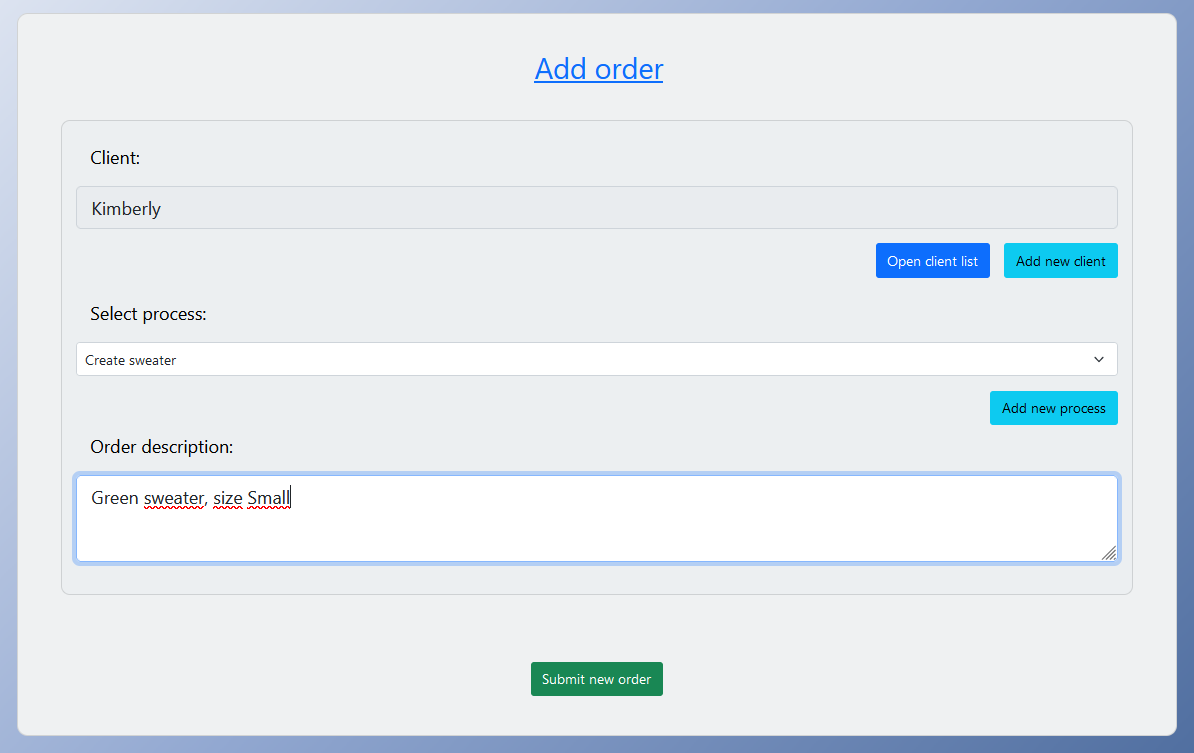 Add order
Client:
Kimberly
Open client list
Add new client
Select process:
Create sweater
Add new process
Order description:
Green sweater, size Small
Submit new order